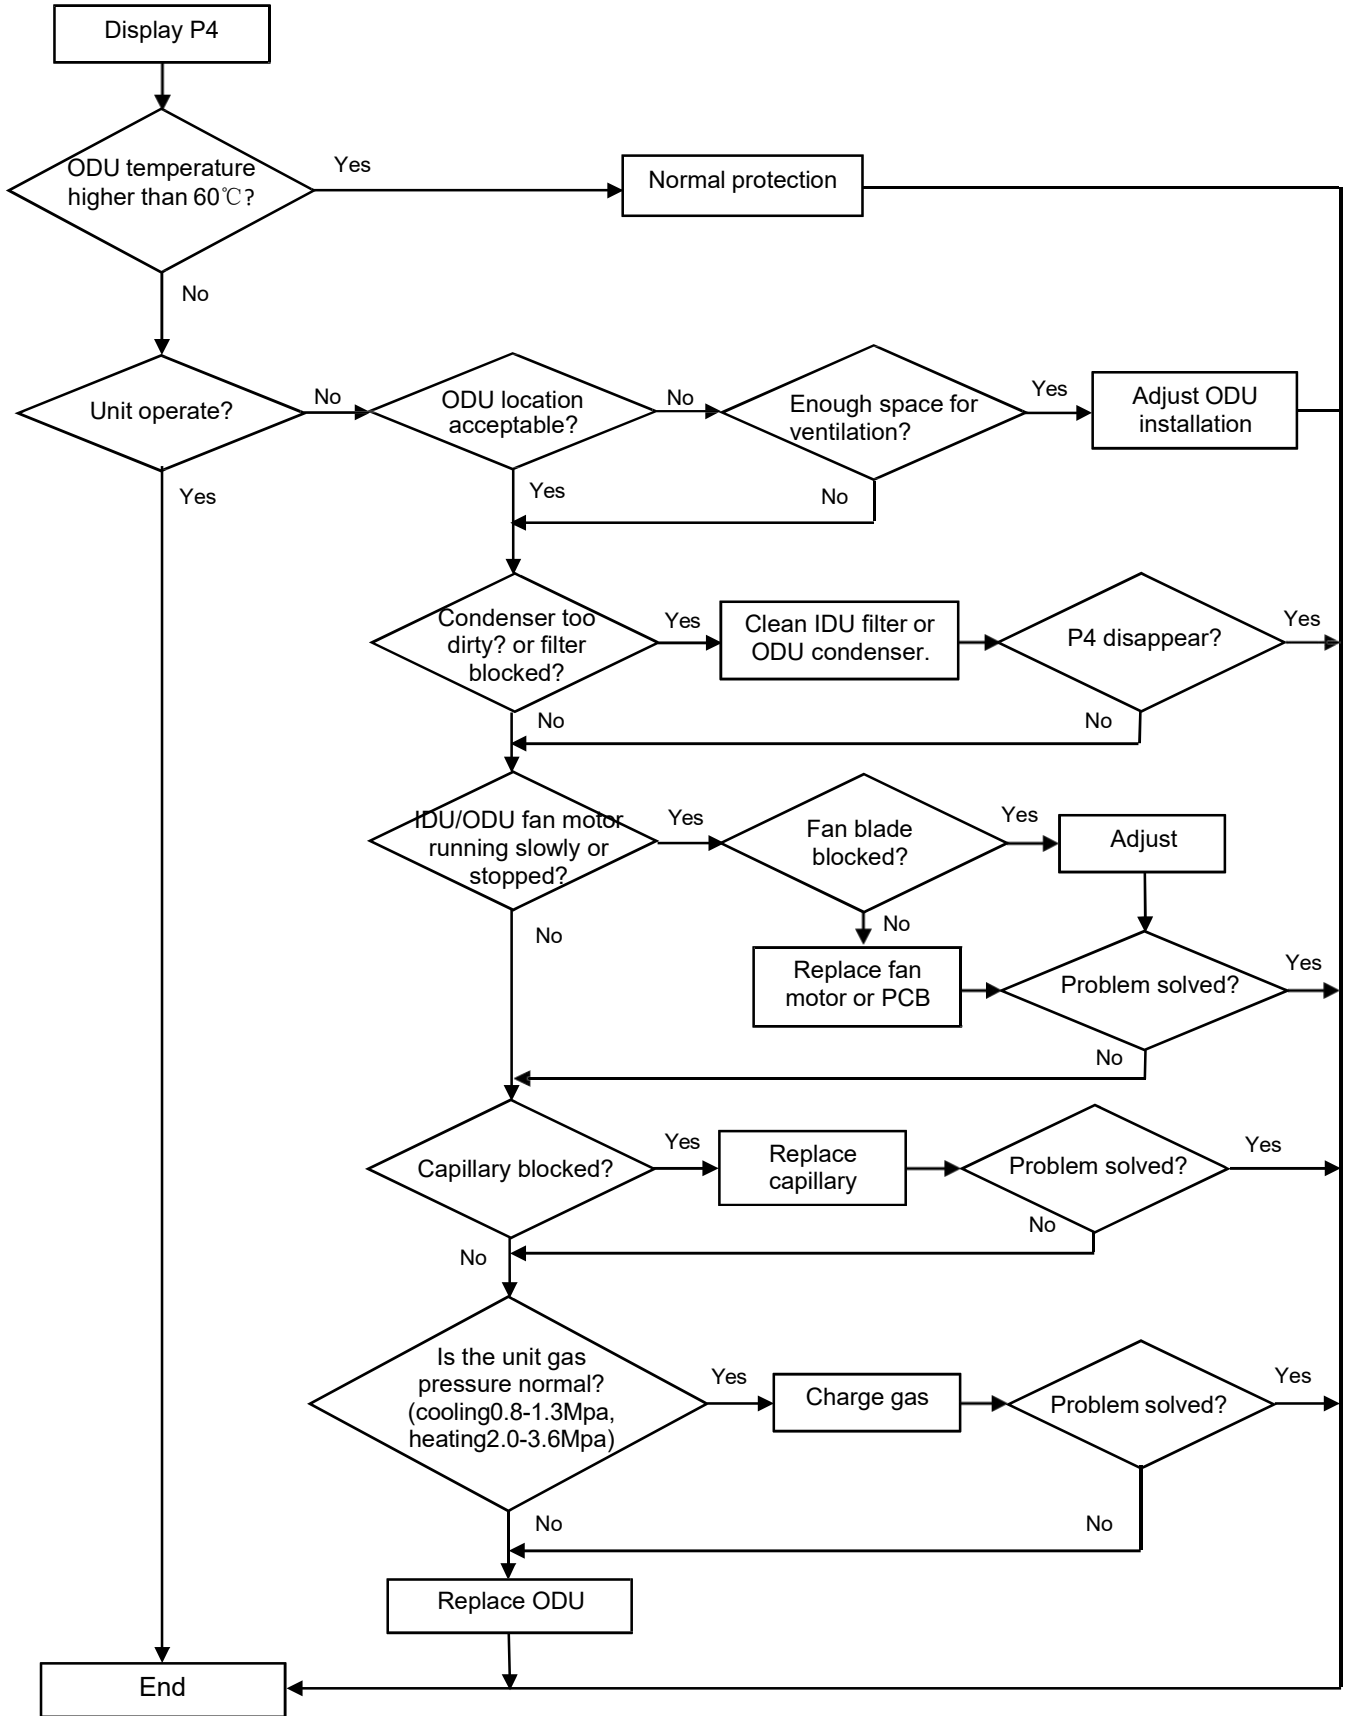 Display P4
ODU temperature
higher than 60℃?
Yes
Normal protection
No
Unit operate?
No
ODU location
acceptable?
No
Enough space for
ventilation?
Yes
Adjust ODU
installation
Yes
Yes
No
Condenser too
dirty? or filter
blocked?
Yes
Clean IDU filter or
ODU condenser.
P4 disappear?
Yes
No
No
IDU/ODU fan motor
running slowly or
stopped?
Yes
Fan blade
blocked?
Yes
Adjust
No
No
Replace fan
motor or PCB
Problem solved?
Yes
No
Capillary blocked?
Yes
Replace
capillary
Problem solved?
Yes
No
No
Is the unit gas
pressure normal?
(cooling0.8-1.3Mpa,
heating2.0-3.6Mpa)
Yes
Charge gas
Problem solved?
Yes
No
No
Replace ODU
End